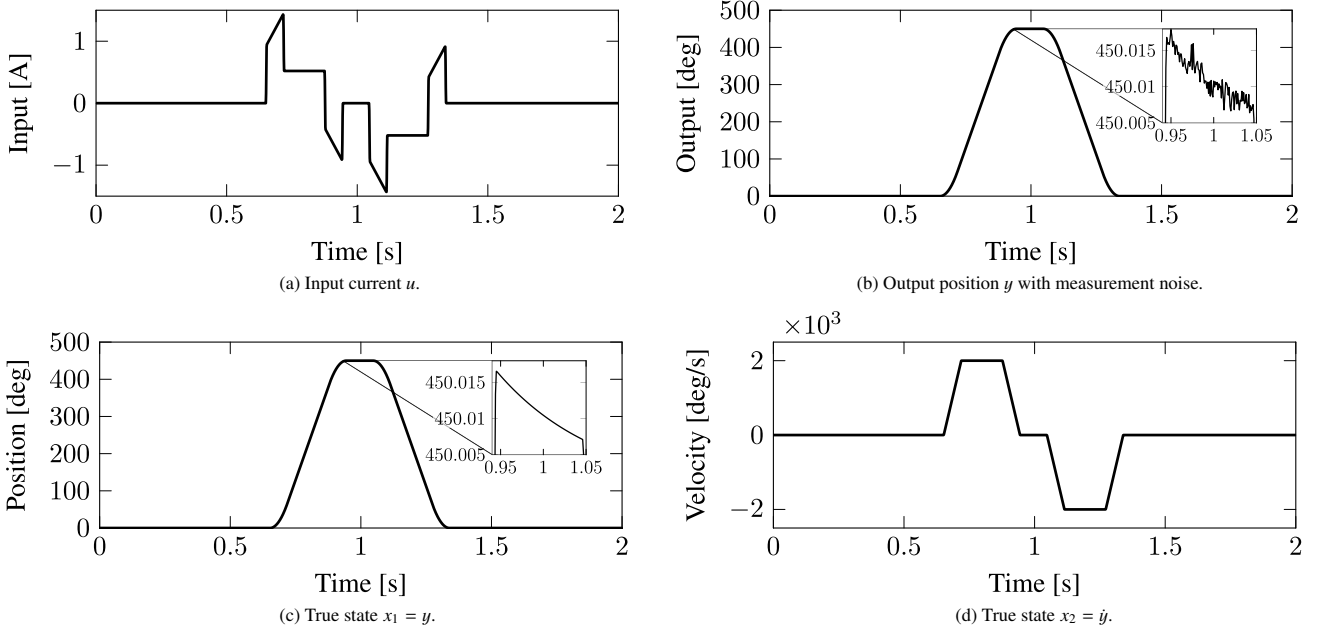 1
0
−1
Input [A]
0 0.5 1 1.5 2
Time [s]
(a) Input current u.
500
400
300
200
100
0
Output [deg]
450.015
450.01
450.005
0.95 1 1.05
0 0.5 1 1.5 2
Time [s]
(b) Output position y with measurement noise.
500
400
300
200
100
0
Position [deg]
450.015
450.01
450.005
0.95 1 1.05
0 0.5 1 1.5 2
Time [s]
(c) True state x₁ = y.
×10³
2
0
−2
Velocity [deg/s]
0 0.5 1 1.5 2
Time [s]
(d) True state x₂ = ẏ.